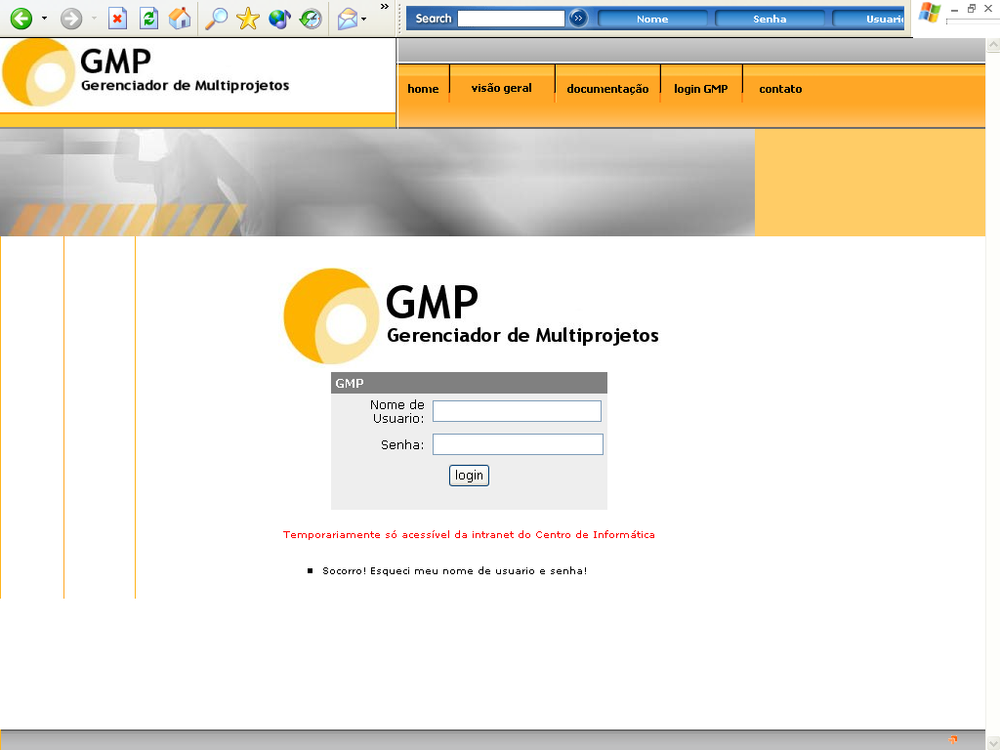 »
Search Nome Senha Usuari
GMP
Gerenciador de Multiprojetos
home visão geral documentação login GMP contato
GMP
Gerenciador de Multiprojetos
GMP
Nome de
Usuario:
Senha:
login
Temporariamente só acessível da intranet do Centro de Informática
Socorro! Esqueci meu nome de usuario e senha!